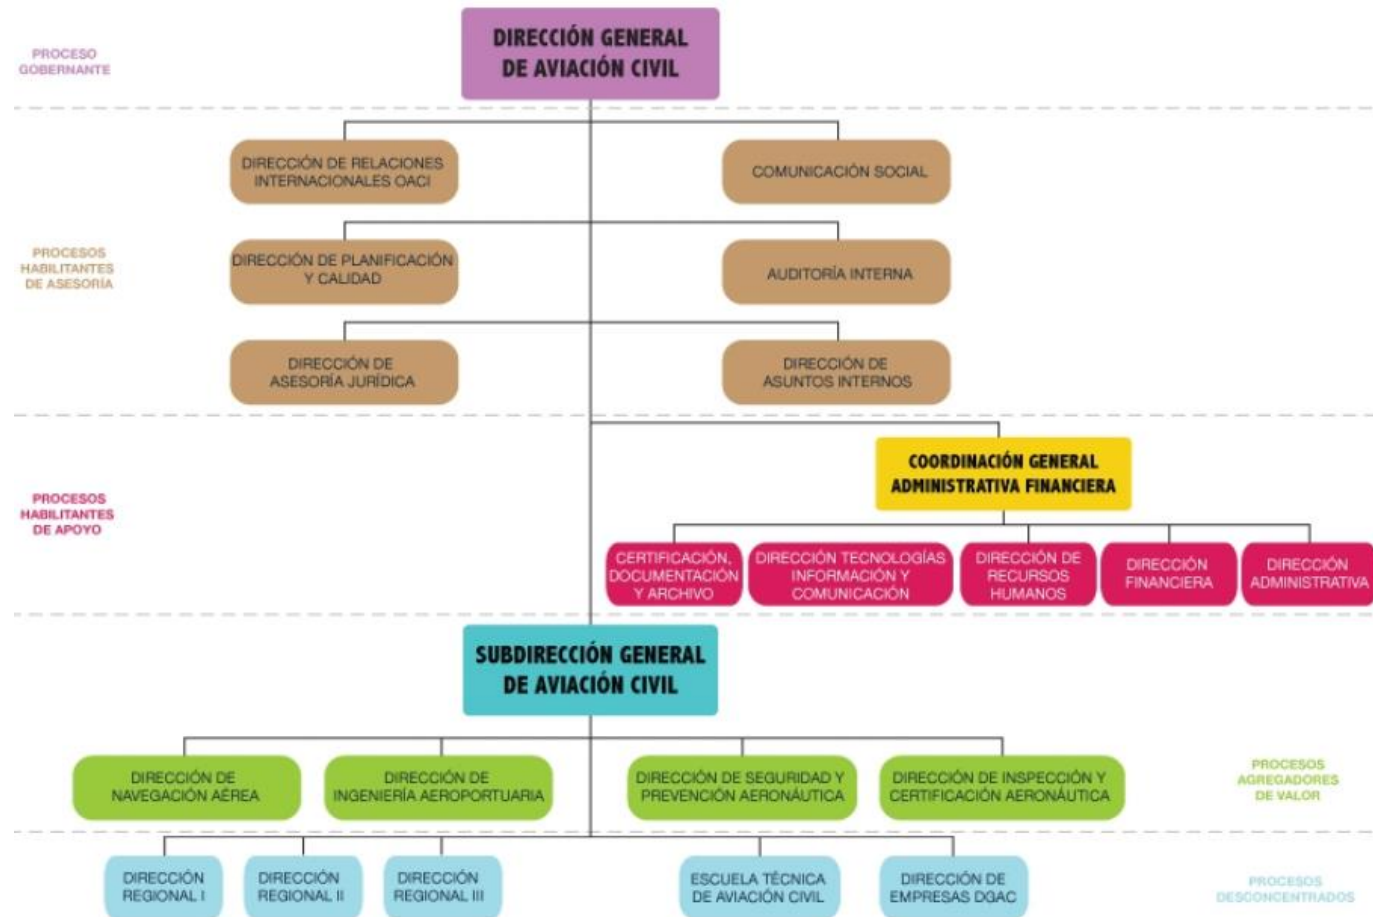 DIRECCIÓN GENERAL
DE AVIACIÓN CIVIL
PROCESO
GOBERNANTE
DIRECCIÓN DE RELACIONES
INTERNACIONALES OACI
COMUNICACIÓN SOCIAL
PROCESOS
HABILITANTES
DE ASESORÍA
DIRECCIÓN DE PLANIFICACIÓN
Y CALIDAD
AUDITORÍA INTERNA
DIRECCIÓN DE
ASESORÍA JURÍDICA
DIRECCIÓN DE
ASUNTOS INTERNOS
COORDINACIÓN GENERAL
ADMINISTRATIVA FINANCIERA
PROCESOS
HABILITANTES
DE APOYO
CERTIFICACIÓN,
DOCUMENTACIÓN
Y ARCHIVO
DIRECCIÓN TECNOLOGÍAS
INFORMACIÓN Y
COMUNICACIÓN
DIRECCIÓN DE
RECURSOS
HUMANOS
DIRECCIÓN
FINANCIERA
DIRECCIÓN
ADMINISTRATIVA
SUBDIRECCIÓN GENERAL
DE AVIACIÓN CIVIL
DIRECCIÓN DE
NAVEGACIÓN AÉREA
DIRECCIÓN DE
INGENIERÍA AEROPORTUARIA
DIRECCIÓN DE SEGURIDAD Y
PREVENCIÓN AERONÁUTICA
DIRECCIÓN DE INSPECCIÓN Y
CERTIFICACIÓN AERONÁUTICA
PROCESOS
AGREGADORES
DE VALOR
DIRECCIÓN
REGIONAL I
DIRECCIÓN
REGIONAL II
DIRECCIÓN
REGIONAL III
ESCUELA TÉCNICA
DE AVIACIÓN CIVIL
DIRECCIÓN DE
EMPRESAS DGAC
PROCESOS
DESCONCENTRADOS